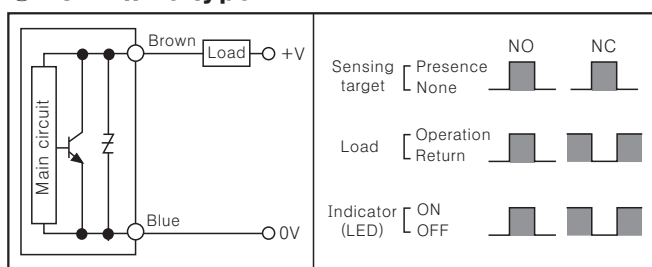 Brown
Load
+V
Main circuit
Blue
0V
NO NC
Sensing target Presence None
Load Operation Return
Indicator (LED) ON OFF